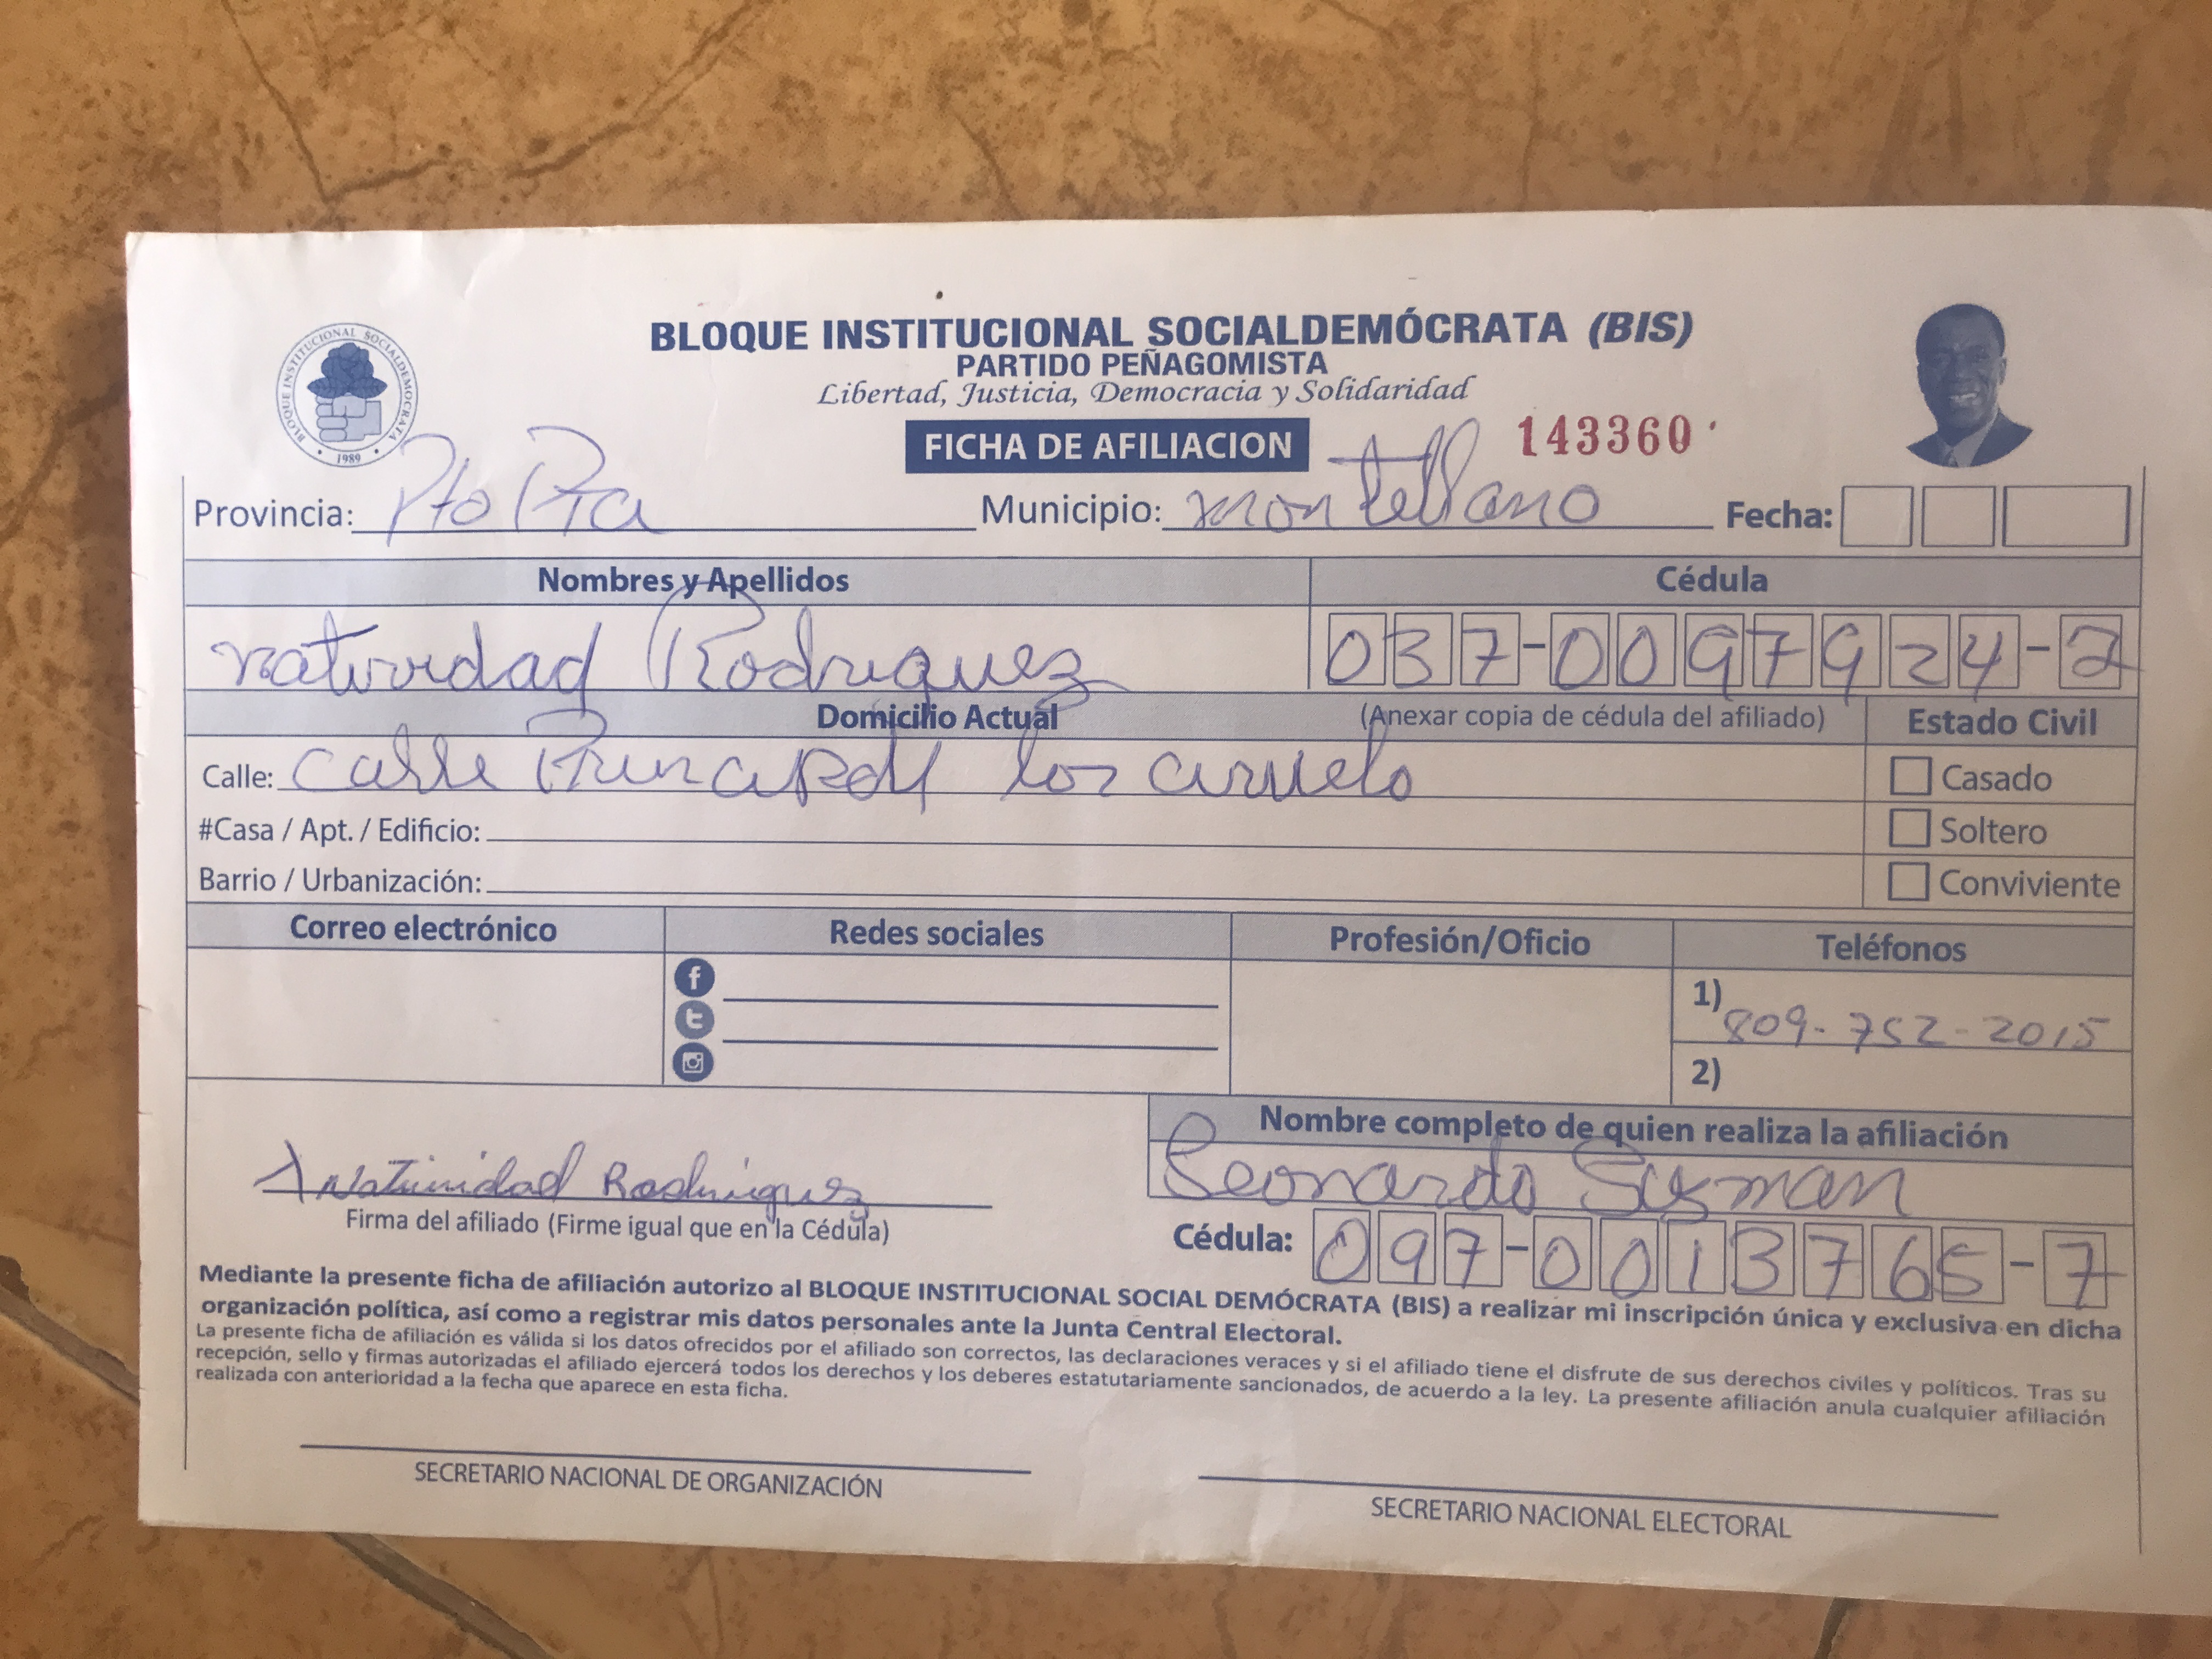 BLOQUE INSTITUCIONAL SOCIALDEMÓCRATA (BIS)
PARTIDO PEÑAGOMISTA
Libertad, Justicia, Democracia y Solidaridad
BLOQUE INSTITUCIONAL SOCIALDEMOCRATA
• 1989 •
FICHA DE AFILIACION
143360
Provincia: Pto Pta Municipio: Montellano Fecha:
Nombres y Apellidos Cédula
natividad Rodriguez 037-0097924-2
Domicilio Actual (Anexar copia de cédula del afiliado) Estado Civil
Calle: calle Principal los ciruelo Casado
#Casa / Apt. / Edificio: Soltero
Barrio / Urbanización: Conviviente
Correo electrónico Redes sociales Profesión/Oficio Teléfonos
1) 809-752-2015
2)
Nombre completo de quien realiza la afiliación
Leonardo
Natividad Rodriguez
Firma del afiliado (Firme igual que en la Cédula)
Cédula: 097-0013765-7
Mediante la presente ficha de afiliación autorizo al BLOQUE INSTITUCIONAL SOCIAL DEMÓCRATA (BIS) a realizar mi inscripción única y exclusiva en dicha
organización política, así como a registrar mis datos personales ante la Junta Central Electoral.
La presente ficha de afiliación es válida si los datos ofrecidos por el afiliado son correctos, las declaraciones veraces y si el afiliado tiene el disfrute de sus derechos civiles y políticos. Tras su
recepción, sello y firmas autorizadas el afiliado ejercerá todos los derechos y los deberes estatutariamente sancionados, de acuerdo a la ley. La presente afiliación anula cualquier afiliación
realizada con anterioridad a la fecha que aparece en esta ficha.
SECRETARIO NACIONAL DE ORGANIZACIÓN
SECRETARIO NACIONAL ELECTORAL